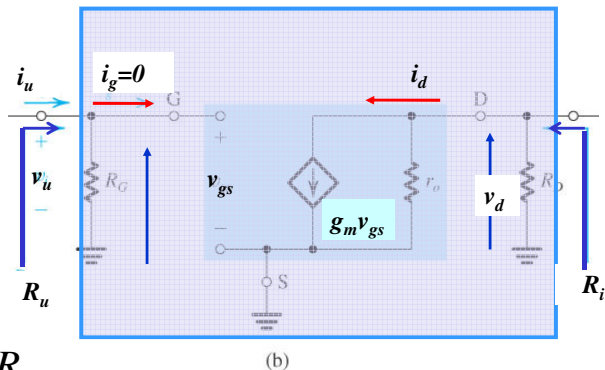 i_u
i_g=0
i_d
G
D
+
+
v_u
R_G
v_gs
r_o
v_d
R_D
−
−
g_m v_gs
R_u
S
R_i
R
(b)